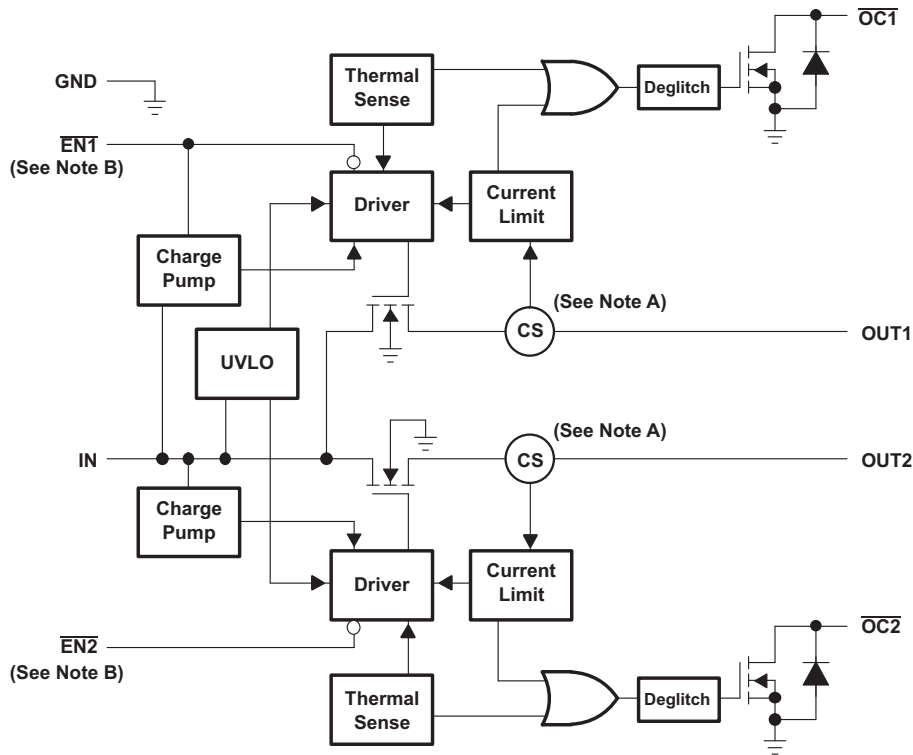 OC1
Thermal
Sense
GND
Deglitch
EN1
(See Note B)
Driver
Current
Limit
Charge
Pump
(See Note A)
CS
OUT1
UVLO
(See Note A)
IN
CS
OUT2
Charge
Pump
Driver
Current
Limit
OC2
EN2
(See Note B)
Thermal
Sense
Deglitch